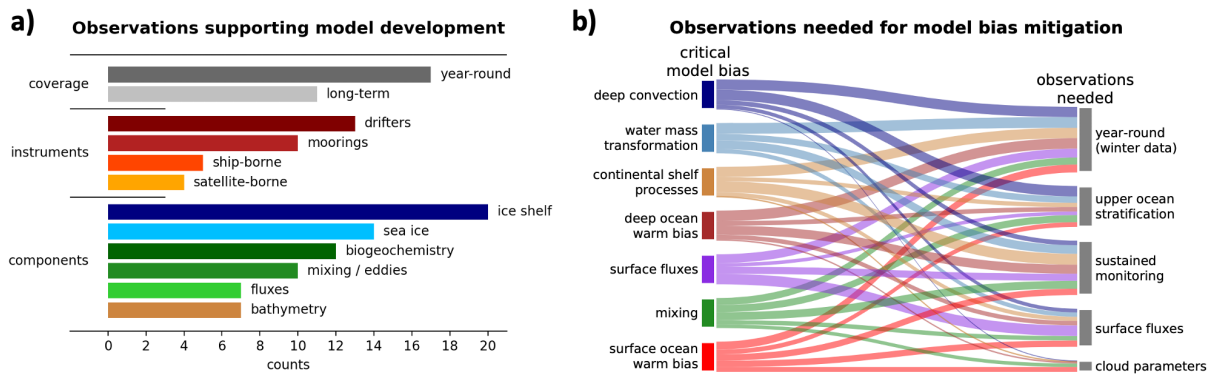 a)
Observations supporting model development
coverage
year-round
long-term
instruments
drifters
moorings
ship-borne
satellite-borne
components
ice shelf
sea ice
biogeochemistry
mixing / eddies
fluxes
bathymetry
0 2 4 6 8 10 12 14 16 18 20
counts
b)
Observations needed for model bias mitigation
critical
model bias
deep convection
water mass
transformation
continental shelf
processes
deep ocean
warm bias
surface fluxes
mixing
surface ocean
warm bias
observations
needed
year-round
(winter data)
upper ocean
stratification
sustained
monitoring
surface fluxes
cloud parameters